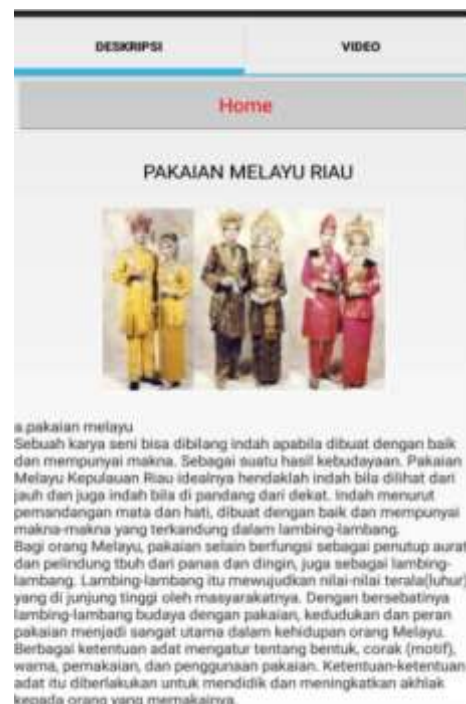 DESKRIPSI
VIDEO
Home
PAKAIAN MELAYU RIAU
a.pakaian melayu
Sebuah karya seni bisa dibilang indah apabila dibuat dengan baik
dan mempunyai makna. Sebagai suatu hasil kebudayaan. Pakaian
Melayu Kepulauan Riau idealnya hendaklah indah bila dilihat dari
jauh dan juga indah bila di pandang dari dekat. Indah menurut
pemandangan mata dan hati, dibuat dengan baik dan mempunyai
makna-makna yang terkandung dalam lambing-lambang.
Bagi orang Melayu, pakaian selain berfungsi sebagai penutup aurat
dan pelindung tbuh dari panas dan dingin, juga sebagai lambing-
lambang. Lambing-lambang itu mewujudkan nilai-nilai terala(luhur)
yang di junjung tinggi oleh masyarakatnya. Dengan bersebatinya
lambing-lambang budaya dengan pakaian, kedudukan dan peran
pakaian menjadi sangat utama dalam kehidupan orang Melayu.
Berbagai ketentuan adat mengatur tentang bentuk, corak (motif),
warna, pemakaian, dan penggunaan pakaian. Ketentuan-ketentuan
adat itu diberlakukan untuk mendidik dan meningkatkan akhlak
kepada orang yang memakainya.